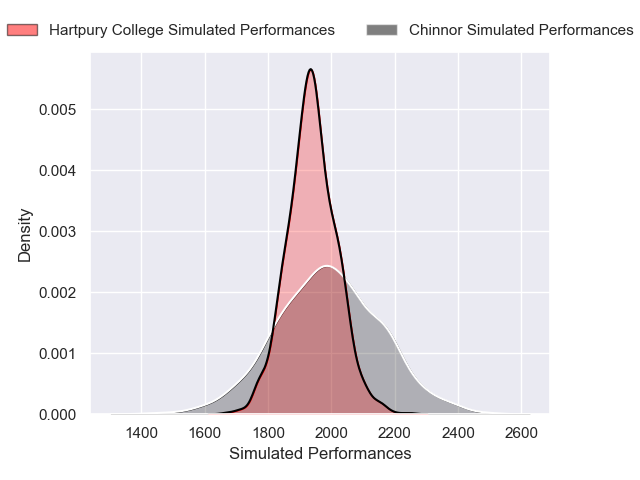 Hartpury College Simulated Performances
Chinnor Simulated Performances
0.005
0.004
0.003
0.002
0.001
0.000
Density
1400 1600 1800 2000 2200 2400 2600
Simulated Performances